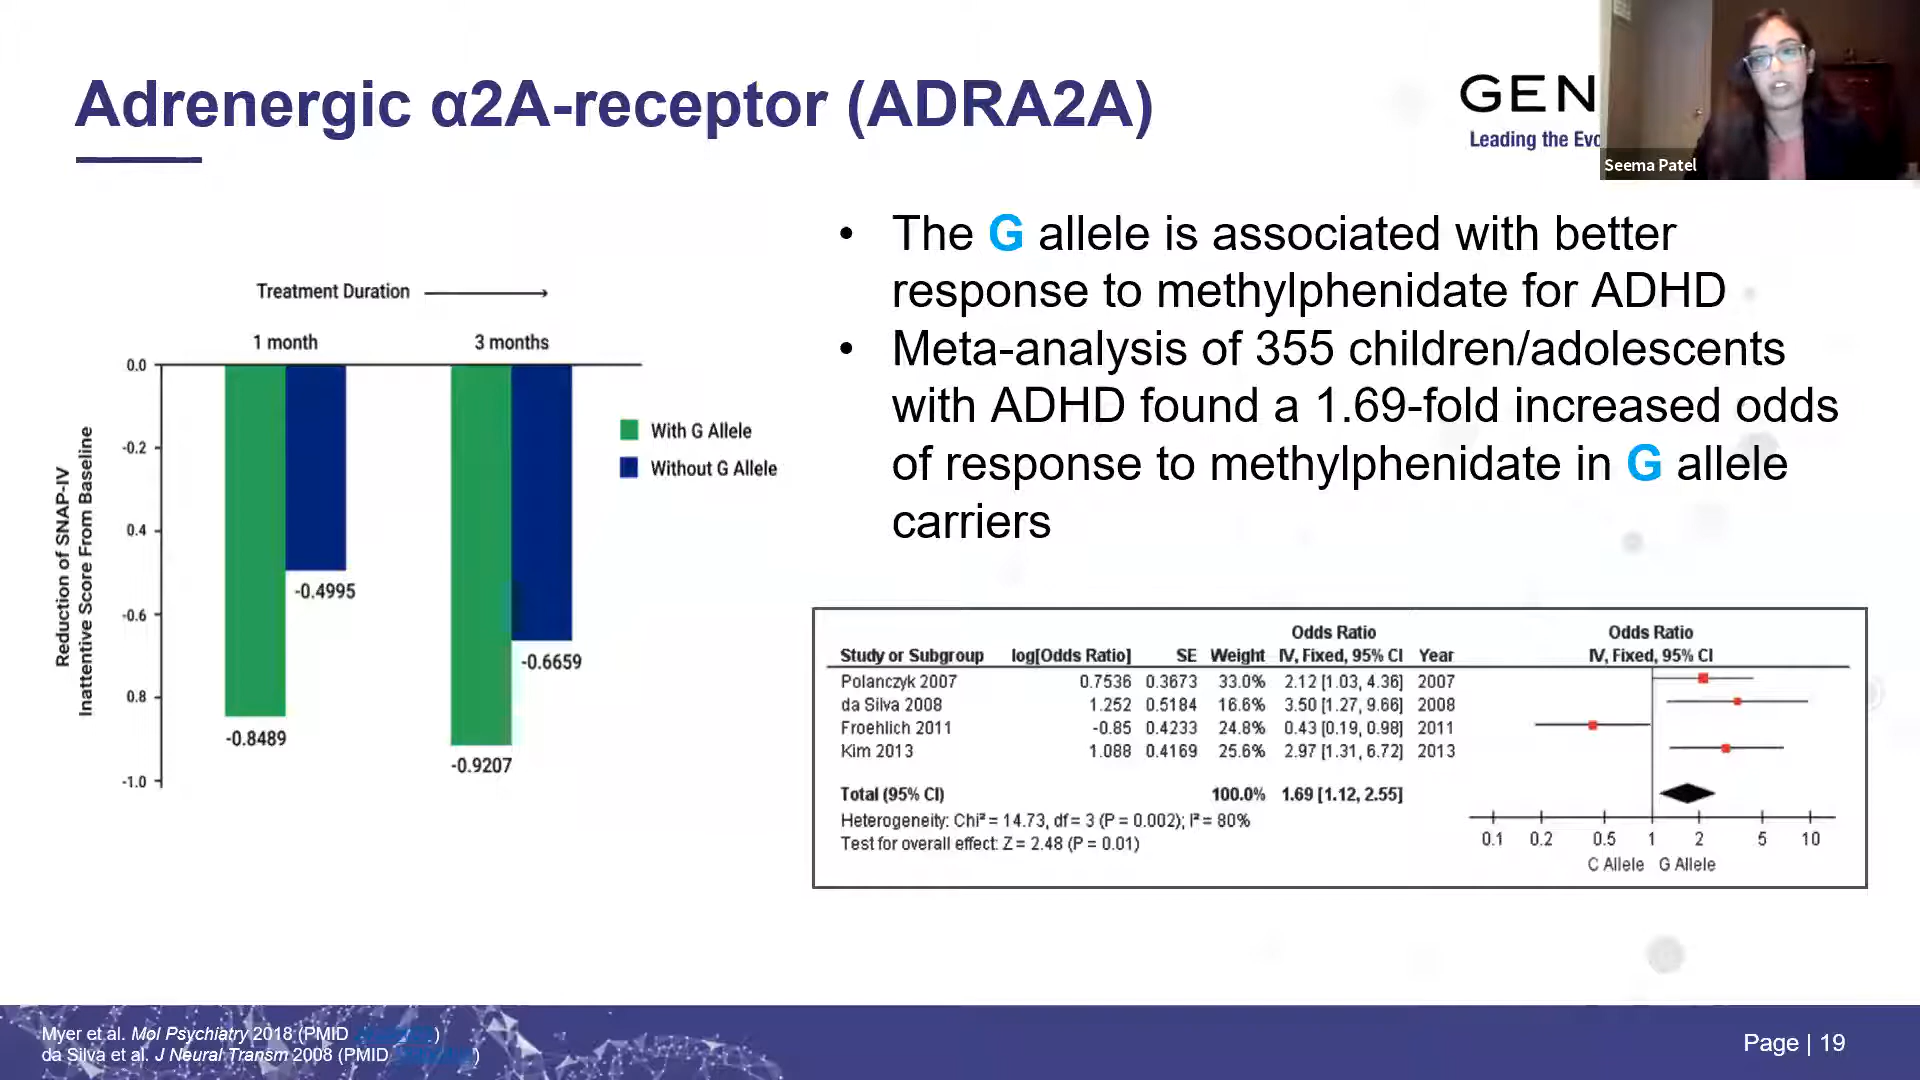 Adrenergic α2A-receptor (ADRA2A)
GEN
Leading the Evo
Seema Patel
• The G allele is associated with better
response to methylphenidate for ADHD
• Meta-analysis of 355 children/adolescents
with ADHD found a 1.69-fold increased odds
of response to methylphenidate in G allele
carriers
Treatment Duration
1 month 3 months
Reduction of SNAP-IV
Inattentive Score From Baseline
0.0
-0.2
0.4
-0.6
0.8
-1.0
-0.4995
-0.8489
-0.6659
-0.9207
With G Allele
Without G Allele
Odds Ratio Odds Ratio
Study or Subgroup log[Odds Ratio] SE Weight IV, Fixed, 95% CI Year IV, Fixed, 95% CI
Polanczyk 2007 0.7536 0.3673 33.0% 2.12 [1.03, 4.36] 2007
da Silva 2008 1.252 0.5184 16.6% 3.50 [1.27, 9.66] 2008
Froehlich 2011 -0.85 0.4233 24.8% 0.43 [0.19, 0.98] 2011
Kim 2013 1.088 0.4169 25.6% 2.97 [1.31, 6.72] 2013
Total (95% CI) 100.0% 1.69 [1.12, 2.55]
Heterogeneity: Chi² = 14.73, df = 3 (P = 0.002); I² = 80%
Test for overall effect: Z = 2.48 (P = 0.01)
0.1 0.2 0.5 1 2 5 10
C Allele G Allele
Myer et al. Mol Psychiatry 2018 (PMID )
da Silva et al. J Neural Transm 2008 (PMID )
Page | 19